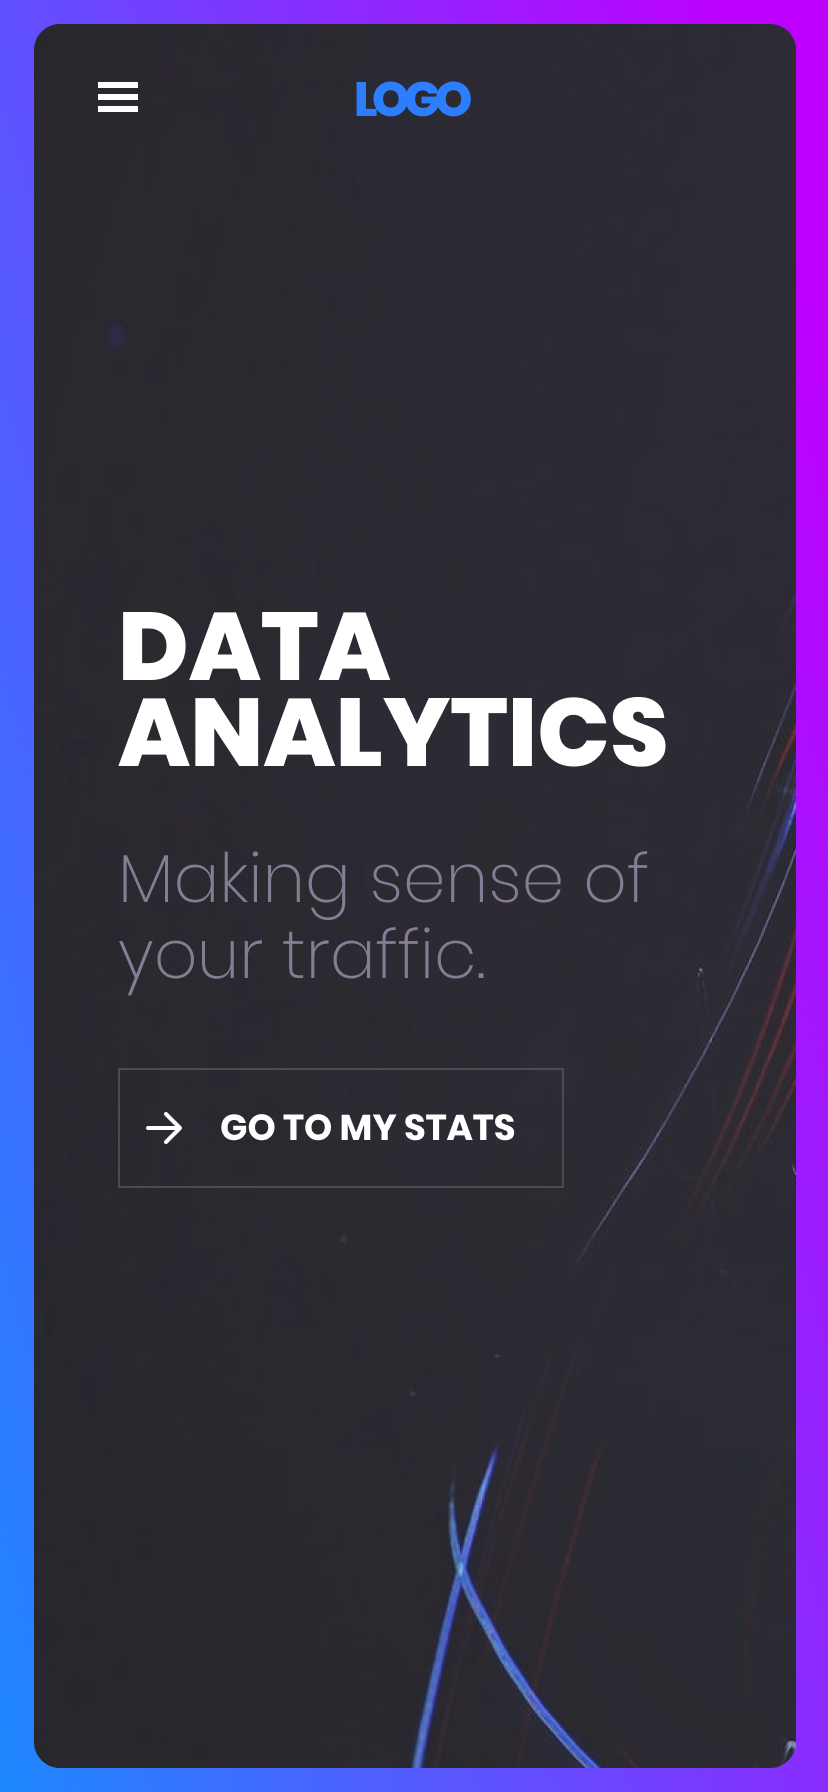 LOGO
DATA
ANALYTICS
Making sense of
your traffic.
GO TO MY STATS